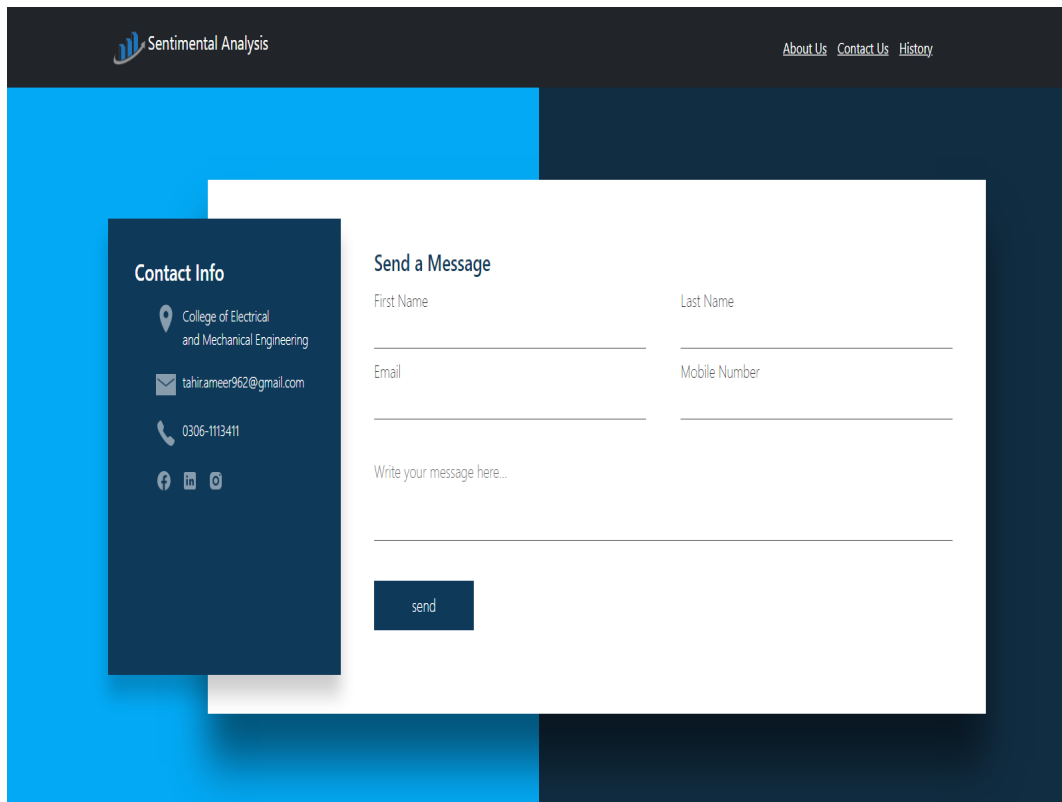 Sentimental Analysis
About Us Contact Us History
Contact Info
College of Electrical
and Mechanical Engineering
tahir.ameer962@gmail.com
0306-1113411
Send a Message
First Name
Last Name
Email
Mobile Number
Write your message here...
send